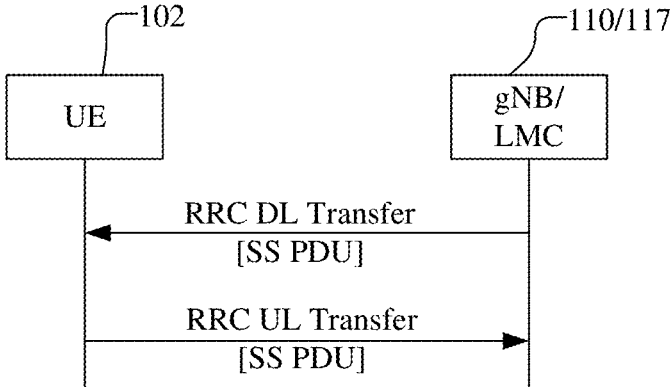 102
110/117
UE
gNB/
LMC
RRC DL Transfer
[SS PDU]
RRC UL Transfer
[SS PDU]